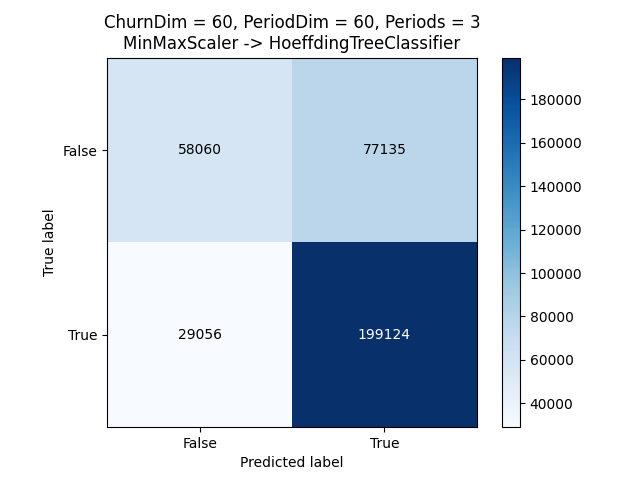 ChurnDim = 60, PeriodDim = 60, Periods = 3
MinMaxScaler -> HoeffdingTreeClassifier
False
58060
77135
True
29056
199124
True label
False
True
Predicted label
180000
160000
140000
120000
100000
80000
60000
40000